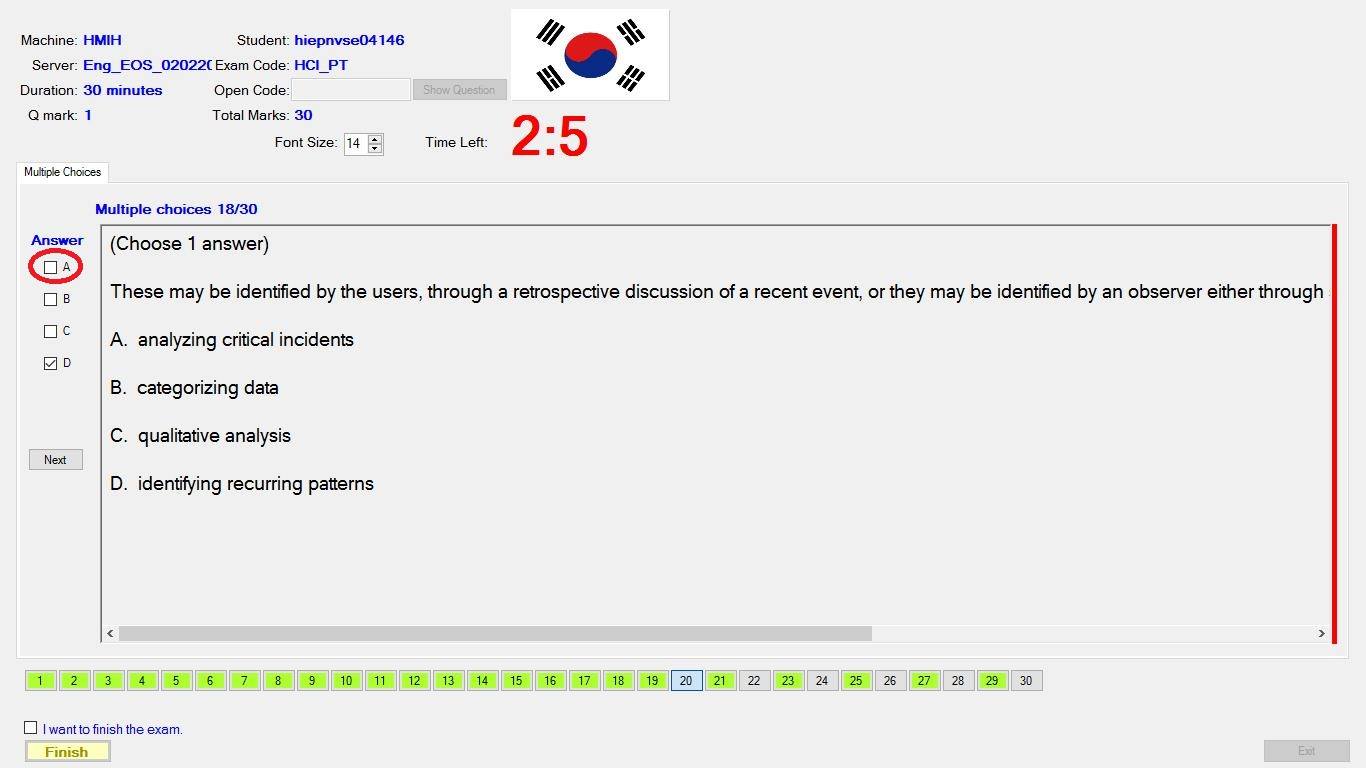 Machine: HMIH Student: hiepnvse04146
Server: Eng_EOS_020220 Exam Code: HCI_PT
Duration: 30 minutes Open Code: Show Question
Q mark: 1 Total Marks: 30
Font Size: 14 Time Left: 2:5
Multiple Choices
Multiple choices 18/30
Answer
(Choose 1 answer)
A
These may be identified by the users, through a retrospective discussion of a recent event, or they may be identified by an observer either through
B
C
A. analyzing critical incidents
D
B. categorizing data
C. qualitative analysis
Next
D. identifying recurring patterns
1 2 3 4 5 6 7 8 9 10 11 12 13 14 15 16 17 18 19 20 21 22 23 24 25 26 27 28 29 30
I want to finish the exam.
Finish Exit